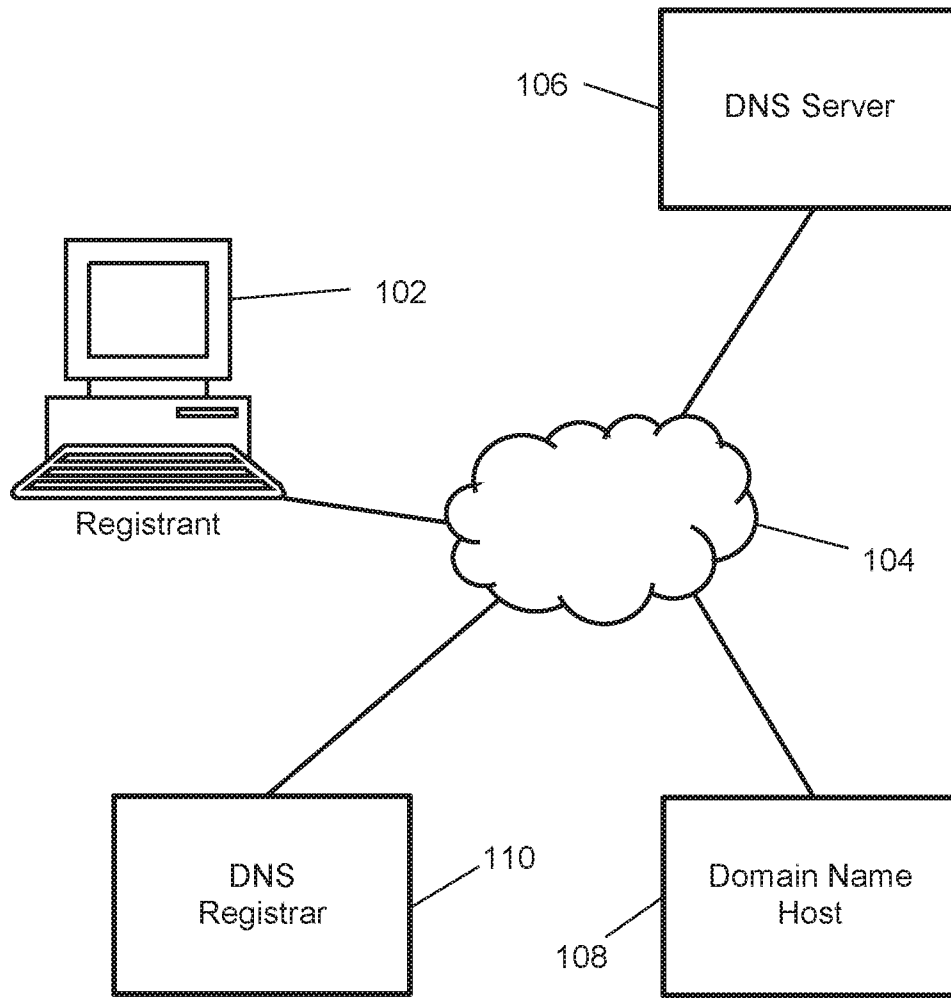 106
DNS Server
102
Registrant
104
DNS
Registrar
110
Domain Name
Host
108